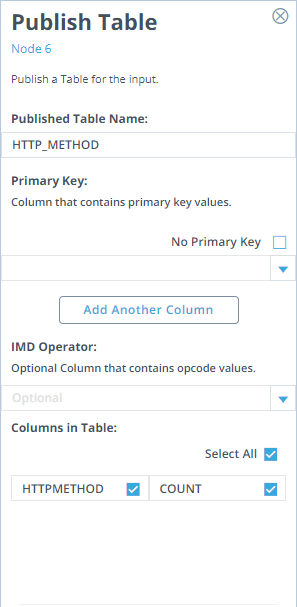 Publish Table
Node 6
Publish a Table for the input.
Published Table Name:
HTTP_METHOD
Primary Key:
Column that contains primary key values.
No Primary Key
Add Another Column
IMD Operator:
Optional Column that contains opcode values.
Optional
Columns in Table:
Select All
HTTPMETHOD COUNT